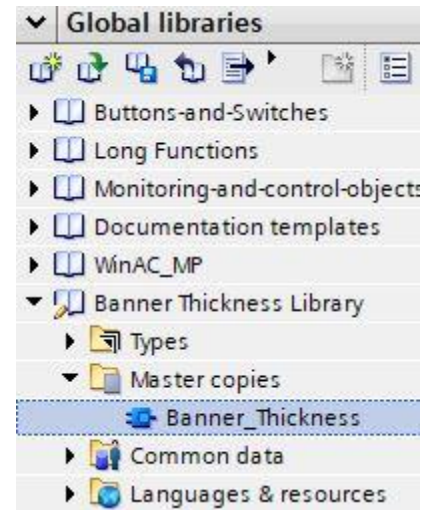 Global libraries
Buttons-and-Switches
Long Functions
Monitoring-and-control-objects
Documentation templates
WinAC_MP
Banner Thickness Library
Types
Master copies
Banner_Thickness
Common data
Languages & resources